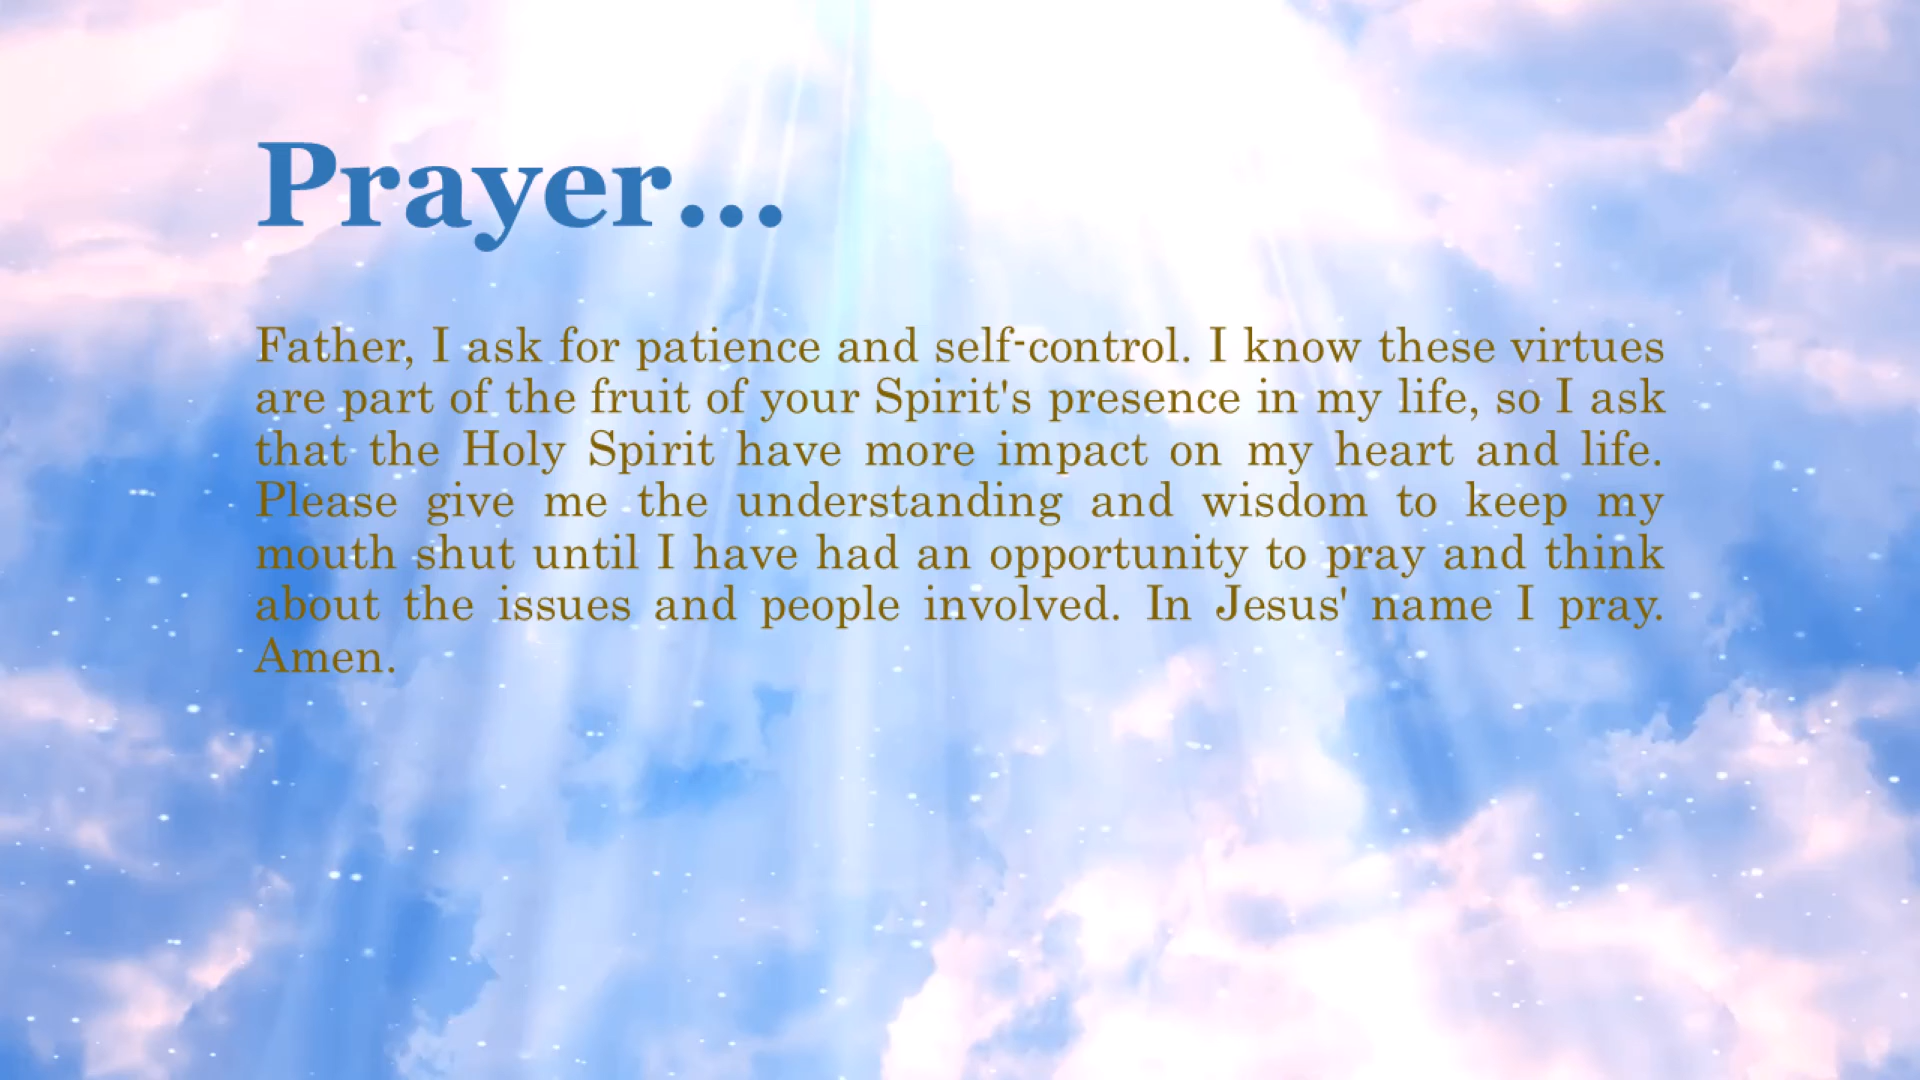 Prayer...
Father, I ask for patience and self-control. I know these virtues
are part of the fruit of your Spirit's presence in my life, so I ask
that the Holy Spirit have more impact on my heart and life.
Please give me the understanding and wisdom to keep my
mouth shut until I have had an opportunity to pray and think
about the issues and people involved. In Jesus' name I pray.
Amen.